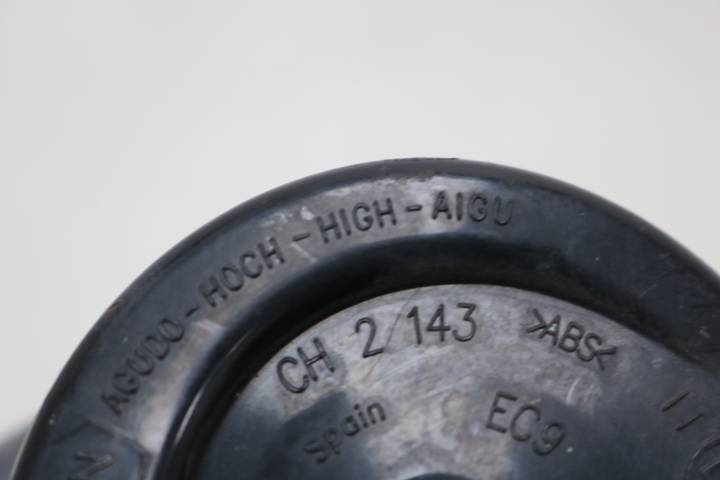 AGUDO-HOCH-HIGH-AIGU
CH 2 143 >ABS<
Spain EC9